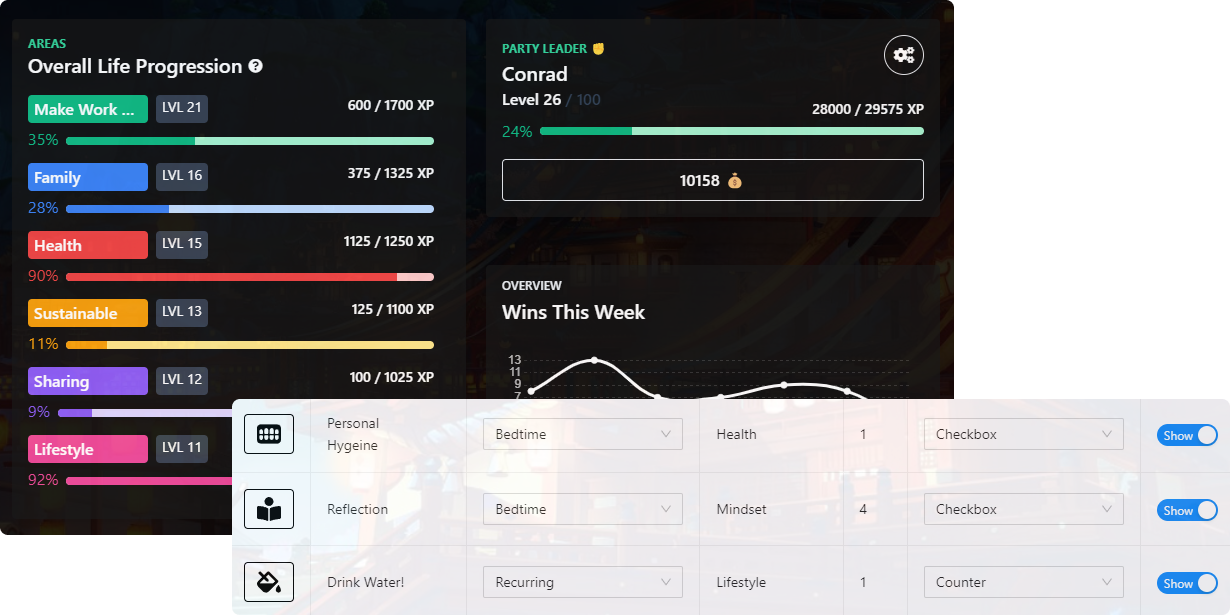 AREAS
Overall Life Progression ?
Make Work ... LVL 21 600 / 1700 XP
35%
Family LVL 16 375 / 1325 XP
28%
Health LVL 15 1125 / 1250 XP
90%
Sustainable LVL 13 125 / 1100 XP
11%
Sharing LVL 12 100 / 1025 XP
9%
Lifestyle LVL 11
92%
PARTY LEADER ✊
Conrad
Level 26 / 100
28000 / 29575 XP
24%
10158 💰
OVERVIEW
Wins This Week
13
11
9
7
Personal
Hygeine
Bedtime Health 1 Checkbox Show
Reflection Bedtime Mindset 4 Checkbox Show
Drink Water! Recurring Lifestyle 1 Counter Show